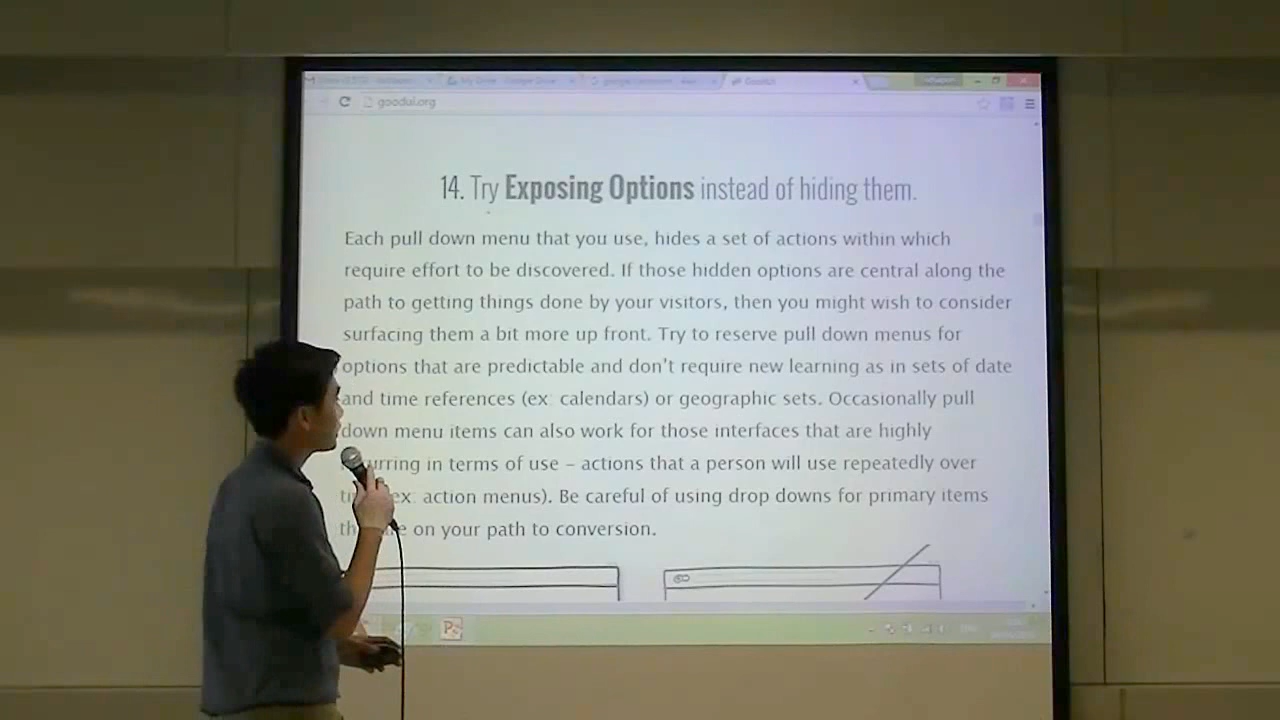 GoodUI
goodui.org
14. Try Exposing Options instead of hiding them.
Each pull down menu that you use, hides a set of actions within which
require effort to be discovered. If those hidden options are central along the
path to getting things done by your visitors, then you might wish to consider
surfacing them a bit more up front. Try to reserve pull down menus for
options that are predictable and don't require new learning as in sets of date
and time references (ex: calendars) or geographic sets. Occasionally pull
down menu items can also work for those interfaces that are highly
urring in terms of use – actions that a person will use repeatedly over
ex: action menus). Be careful of using drop downs for primary items
on your path to conversion.